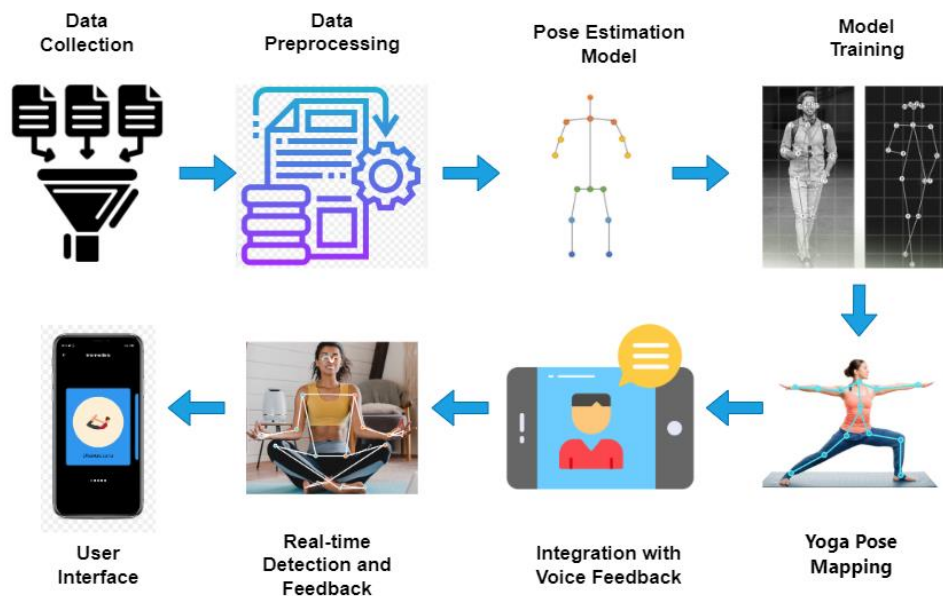 Data
Collection
Data
Preprocessing
Pose Estimation
Model
Model
Training
User
Interface
Real-time
Detection and
Feedback
Integration with
Voice Feedback
Yoga Pose
Mapping